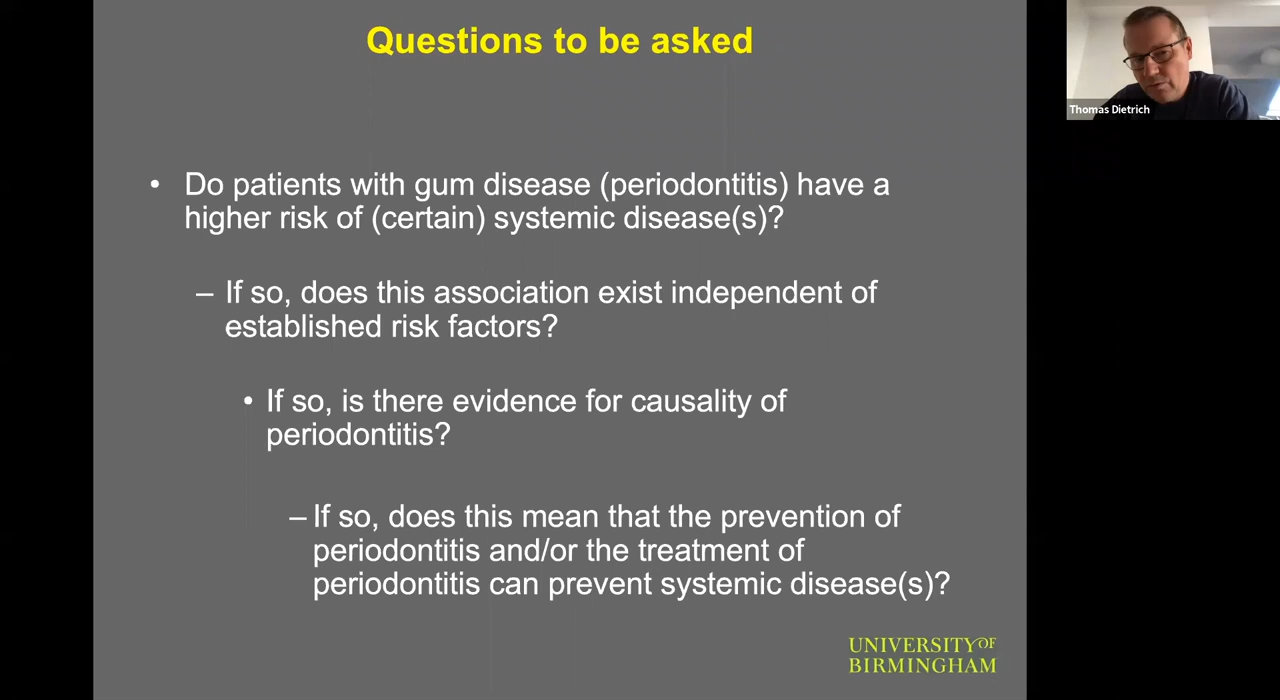 Questions to be asked
Thomas Dietrich
• Do patients with gum disease (periodontitis) have a
higher risk of (certain) systemic disease(s)?
– If so, does this association exist independent of
established risk factors?
• If so, is there evidence for causality of
periodontitis?
– If so, does this mean that the prevention of
periodontitis and/or the treatment of
periodontitis can prevent systemic disease(s)?
UNIVERSITY OF
BIRMINGHAM